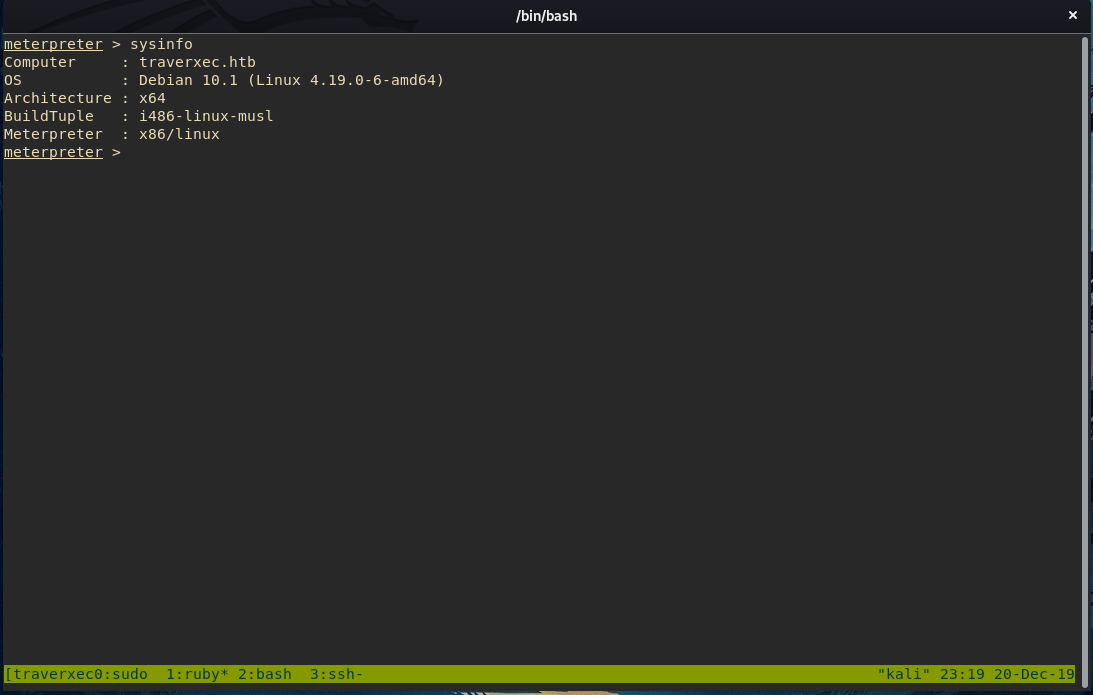 /bin/bash ×
meterpreter > sysinfo
Computer     : traverxec.htb
OS           : Debian 10.1 (Linux 4.19.0-6-amd64)
Architecture : x64
BuildTuple   : i486-linux-musl
Meterpreter  : x86/linux
meterpreter >
[traverxec0:sudo  1:ruby* 2:bash  3:ssh- "kali" 23:19 20-Dec-19